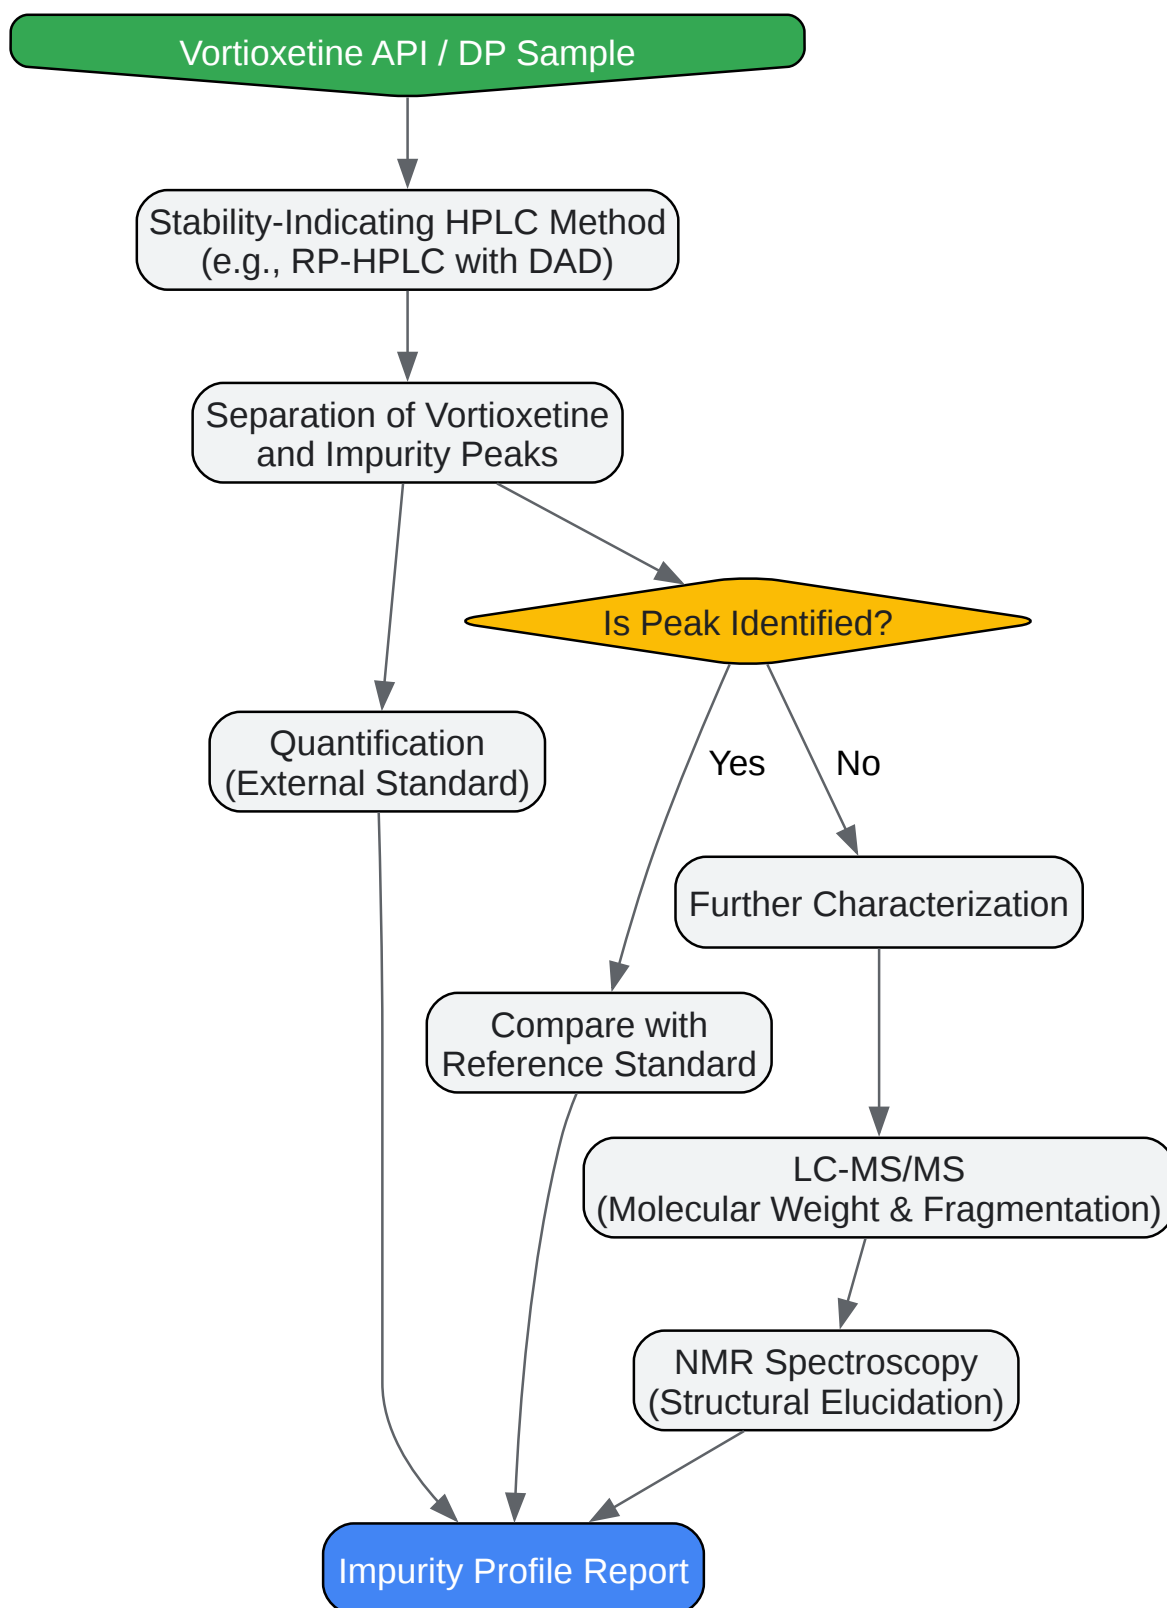 Vortioxetine API / DP Sample
Stability-Indicating HPLC Method
(e.g., RP-HPLC with DAD)
Separation of Vortioxetine
and Impurity Peaks
Is Peak Identified?
Quantification
(External Standard)
Yes
No
Further Characterization
Compare with
Reference Standard
LC-MS/MS
(Molecular Weight & Fragmentation)
NMR Spectroscopy
(Structural Elucidation)
Impurity Profile Report